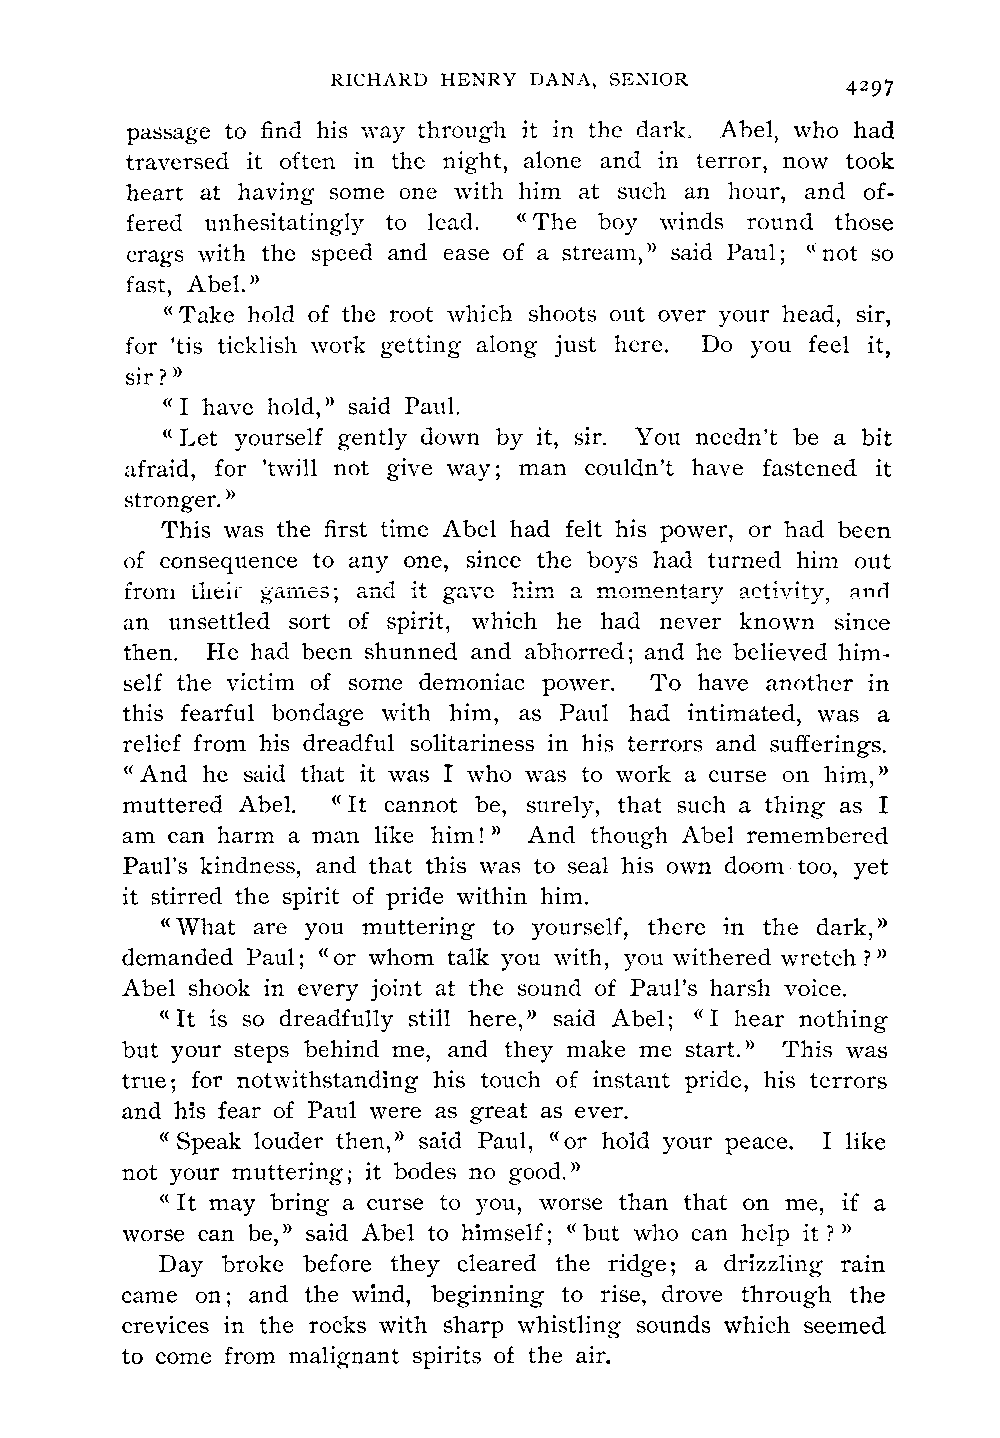 RICHARD HENRY DANA, SENIOR 4297
passage to find his way through it in the dark. Abel, who had
traversed it often in the night, alone and in terror, now took
heart at having some one with him at such an hour, and of-
fered unhesitatingly to lead. « The boy winds round those
crags with the speed and ease of a stream,» said Paul; « not so
fast, Abel.»
« Take hold of the root which shoots out over your head, sir,
for 'tis ticklish work getting along just here. Do you feel it,
sir?»
« I have hold,» said Paul.
« Let yourself gently down by it, sir. You needn't be a bit
afraid, for 'twill not give way; man couldn't have fastened it
stronger.»
This was the first time Abel had felt his power, or had been
of consequence to any one, since the boys had turned him out
from their games; and it gave him a momentary activity, and
an unsettled sort of spirit, which he had never known since
then. He had been shunned and abhorred; and he believed him-
self the victim of some demoniac power. To have another in
this fearful bondage with him, as Paul had intimated, was a
relief from his dreadful solitariness in his terrors and sufferings.
« And he said that it was I who was to work a curse on him,»
muttered Abel. « It cannot be, surely, that such a thing as I
am can harm a man like him!» And though Abel remembered
Paul's kindness, and that this was to seal his own doom too, yet
it stirred the spirit of pride within him.
« What are you muttering to yourself, there in the dark,»
demanded Paul; « or whom talk you with, you withered wretch?»
Abel shook in every joint at the sound of Paul's harsh voice.
« It is so dreadfully still here,» said Abel; « I hear nothing
but your steps behind me, and they make me start.» This was
true; for notwithstanding his touch of instant pride, his terrors
and his fear of Paul were as great as ever.
« Speak louder then,» said Paul, « or hold your peace. I like
not your muttering; it bodes no good.»
« It may bring a curse to you, worse than that on me, if a
worse can be,» said Abel to himself; « but who can help it?»
Day broke before they cleared the ridge; a drizzling rain
came on; and the wind, beginning to rise, drove through the
crevices in the rocks with sharp whistling sounds which seemed
to come from malignant spirits of the air.